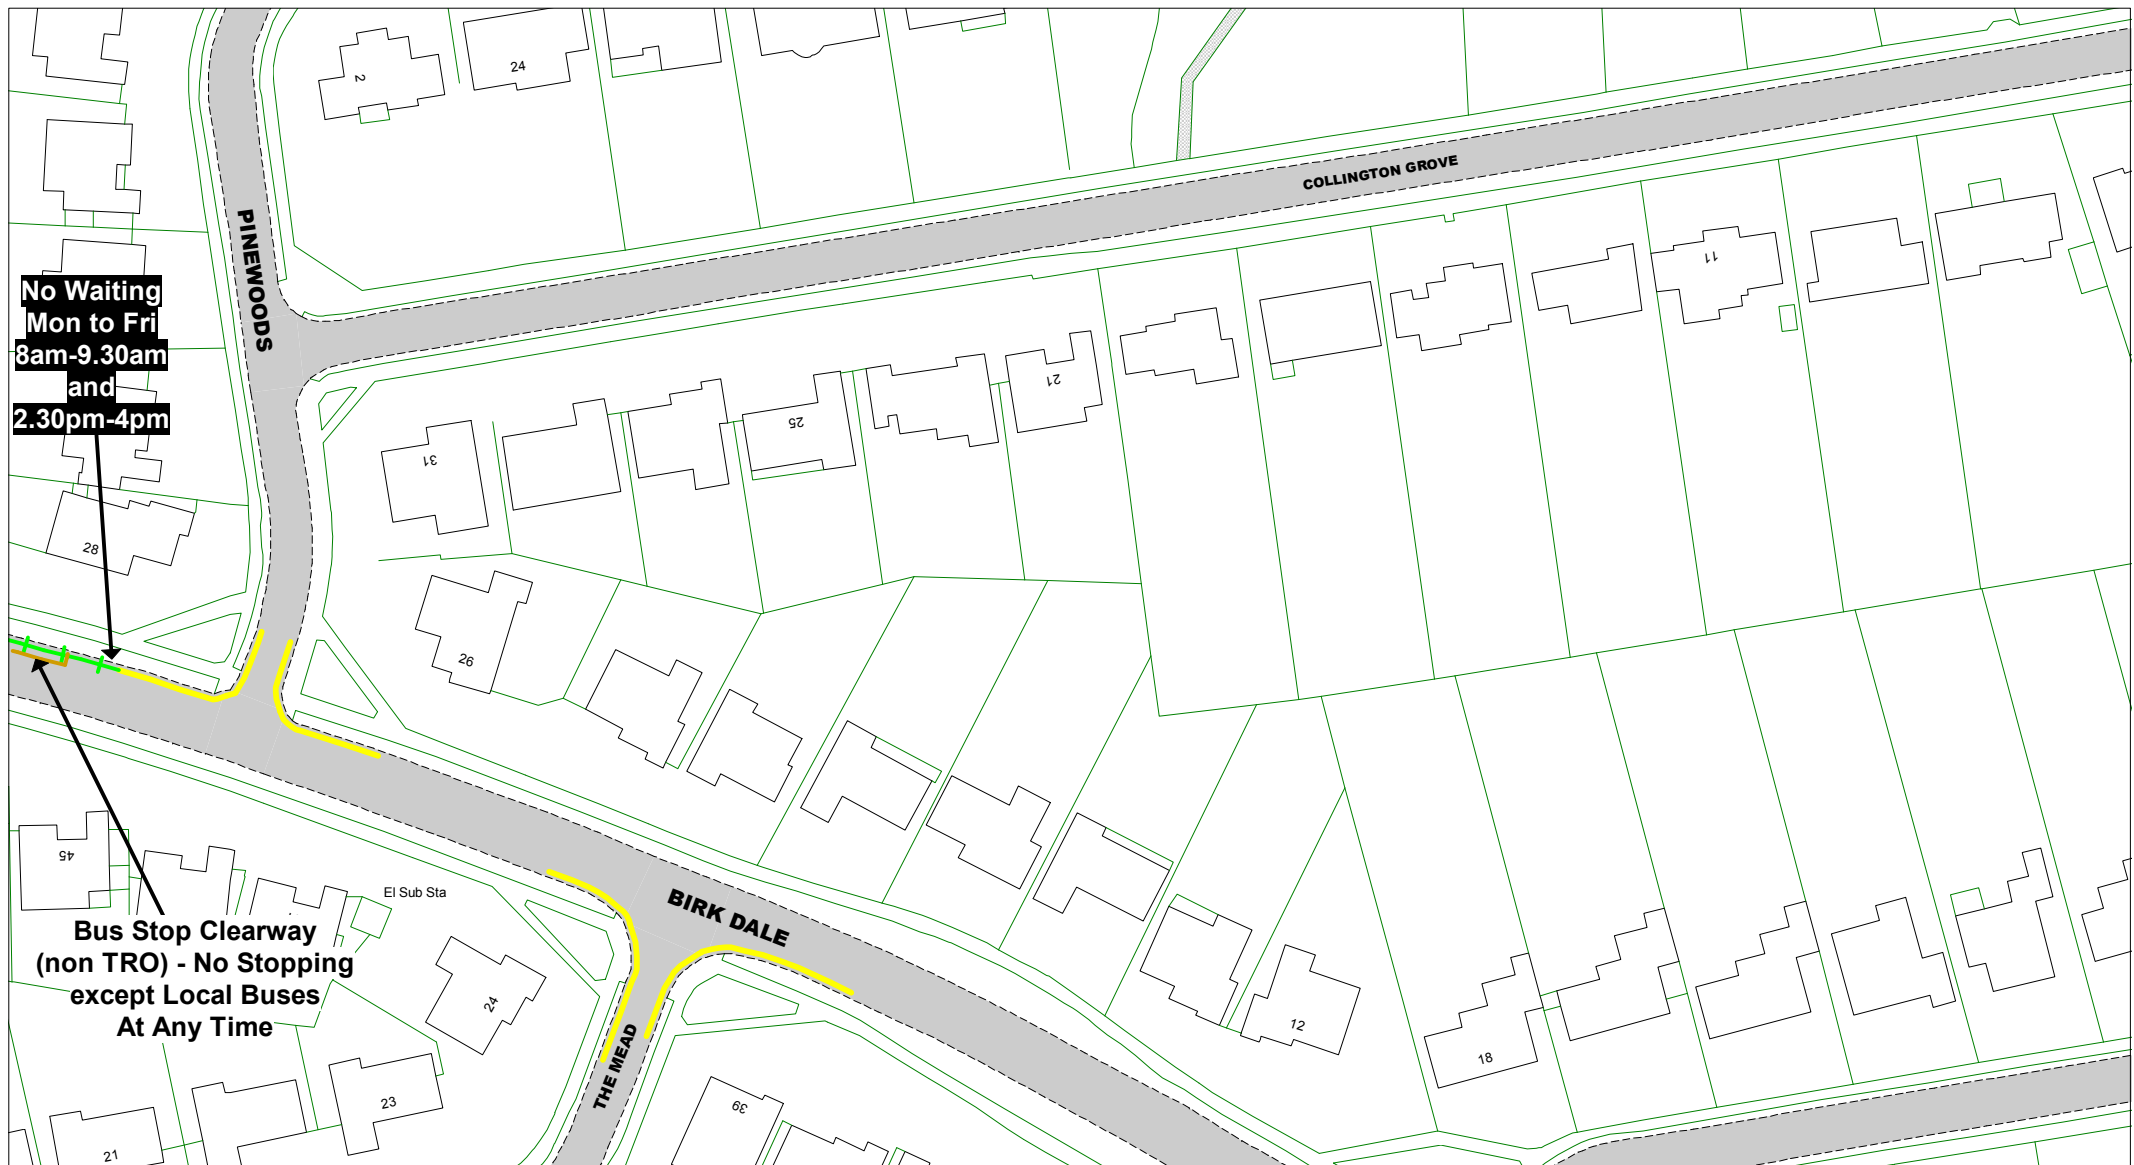 2
24
COLLINGTON GROVE
PINEWOODS
11
No Waiting
Mon to Fri
8am-9.30am
and
2.30pm-4pm
21
25
31
28
26
45
El Sub Sta
BIRK DALE
Bus Stop Clearway
(non TRO) - No Stopping
except Local Buses
At Any Time
24
12
18
THE MEAD
23
39
21